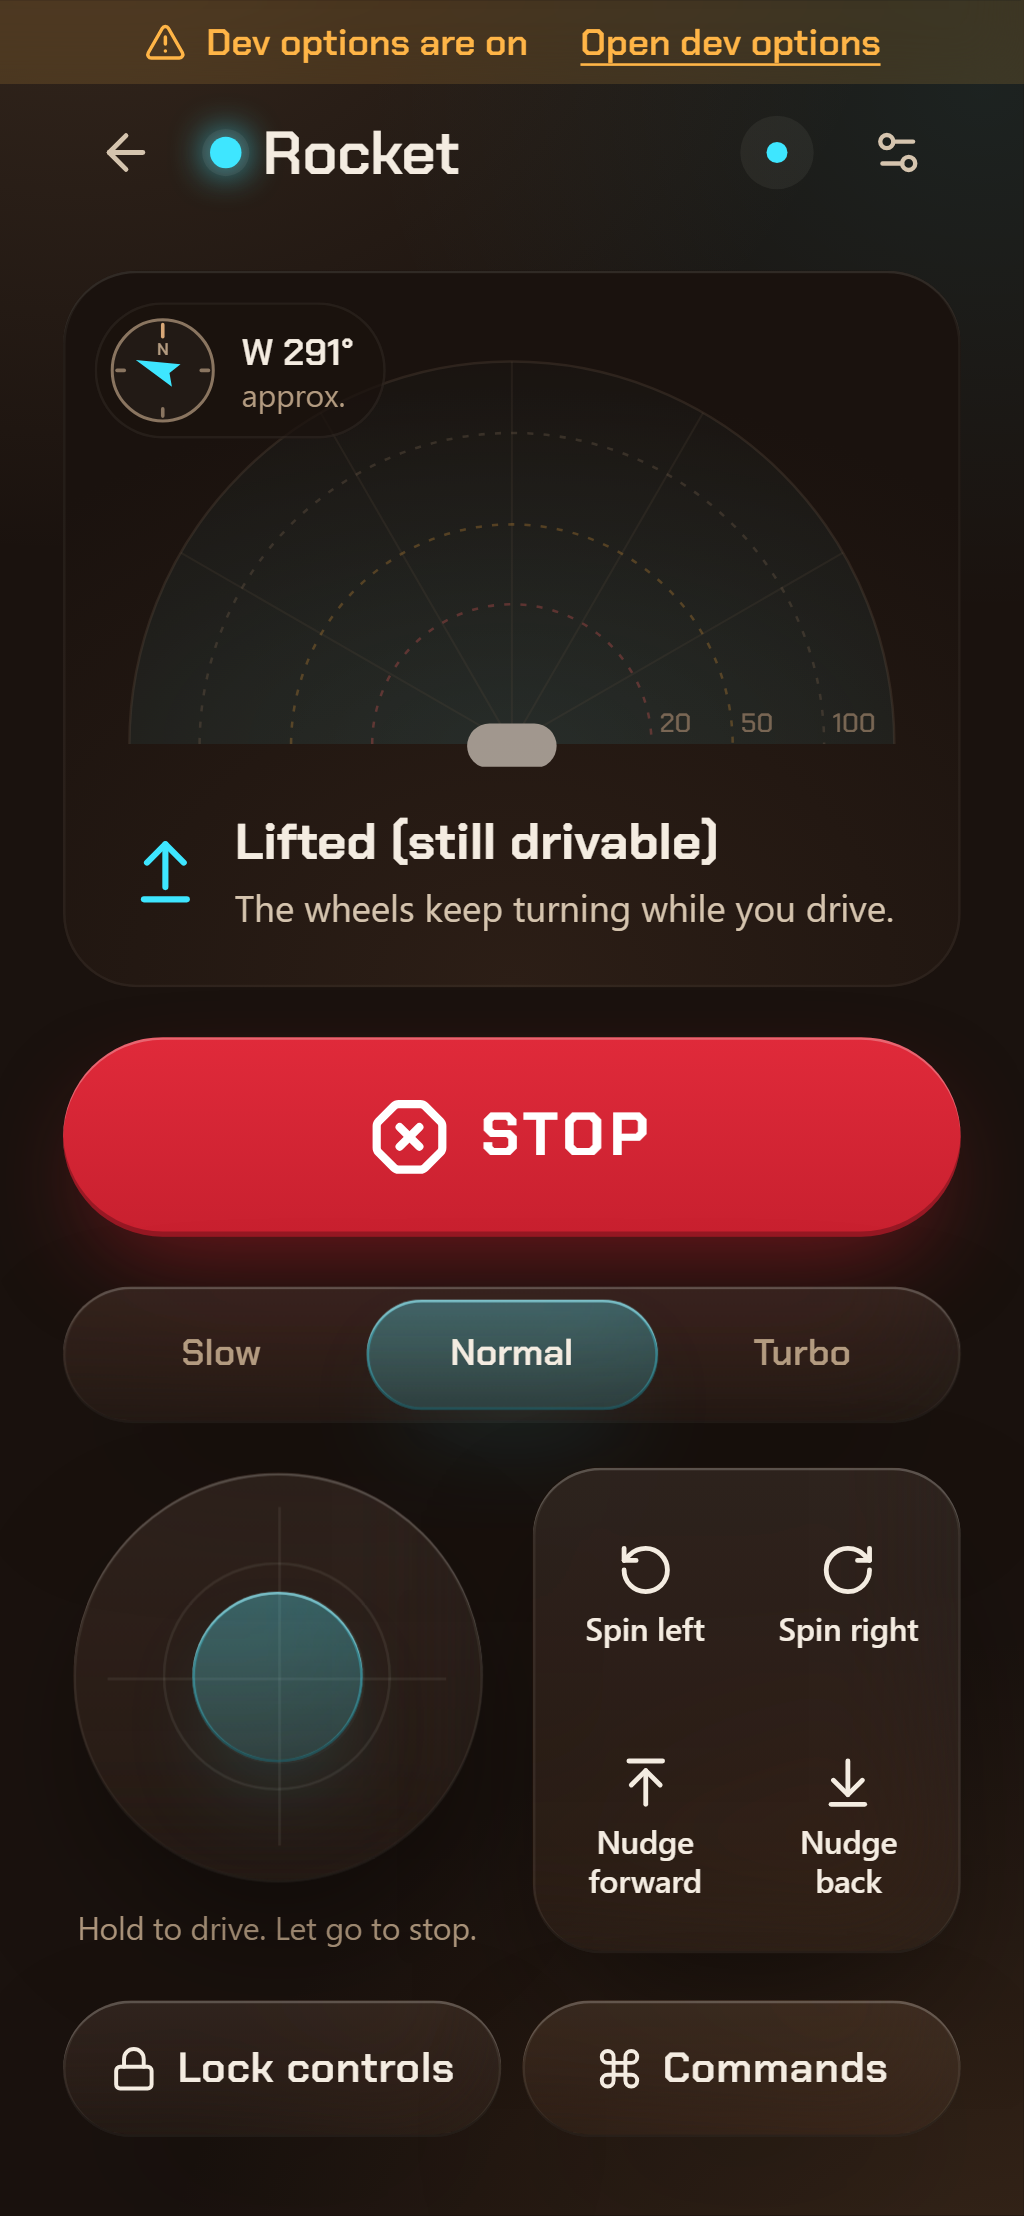 Dev options are on Open dev options
Rocket
N
W 291°
approx.
20 50 100
Lifted (still drivable)
The wheels keep turning while you drive.
STOP
Slow Normal Turbo
Spin left Spin right
Nudge forward
Nudge back
Hold to drive. Let go to stop.
Lock controls Commands